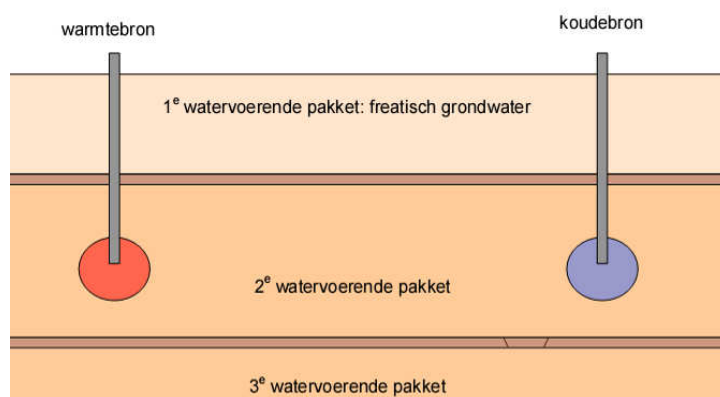 warmtebron
koudebron
1e watervoerende pakket: freatisch grondwater
2e watervoerende pakket
3e watervoerende pakket